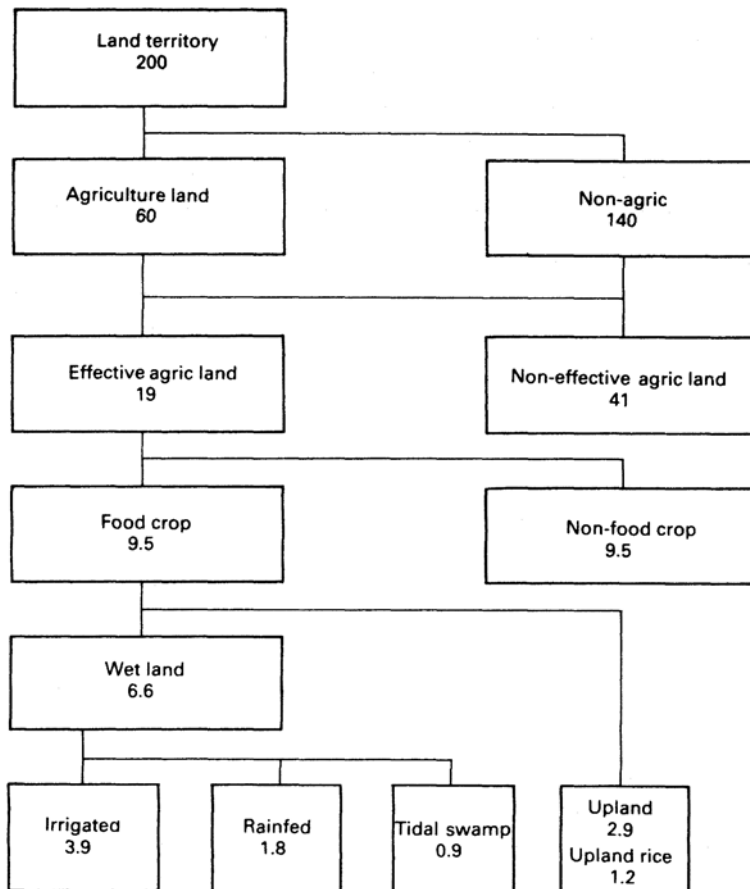 Land territory
200
Agriculture land
60
Non-agric
140
Effective agric land
19
Non-effective agric land
41
Food crop
9.5
Non-food crop
9.5
Wet land
6.6
Irrigated
3.9
Rainfed
1.8
Tidal swamp
0.9
Upland
2.9
Upland rice
1.2